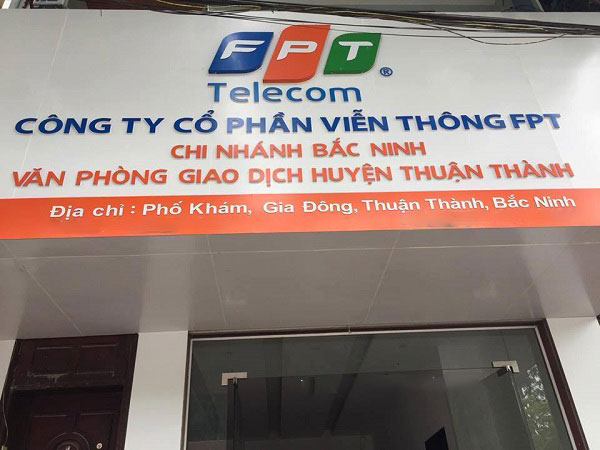 FPT ®
Telecom
CÔNG TY CỔ PHẦN VIỄN THÔNG FPT
CHI NHÁNH BẮC NINH
VĂN PHÒNG GIAO DỊCH HUYỆN THUẬN THÀNH
Địa chỉ : Phố Khám, Gia Đông, Thuận Thành, Bắc Ninh